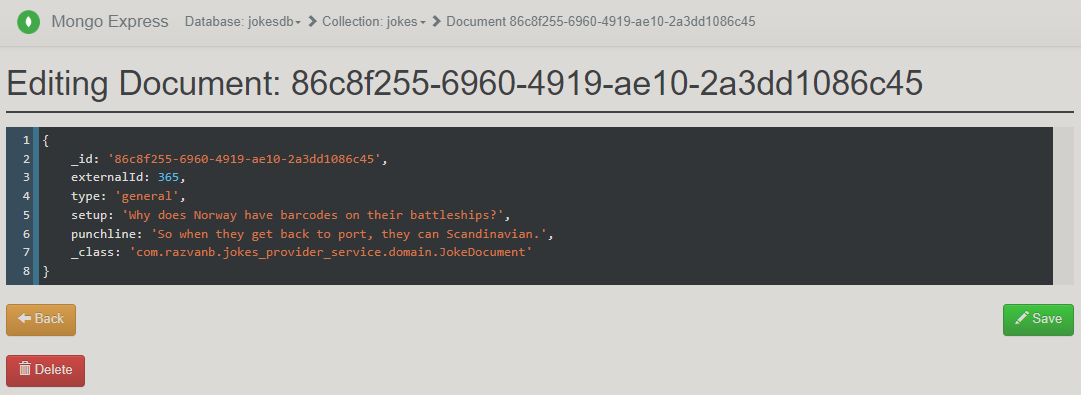 Mongo Express Database: jokesdb Collection: jokes Document 86c8f255-6960-4919-ae10-2a3dd1086c45
Editing Document: 86c8f255-6960-4919-ae10-2a3dd1086c45
1 {
2 _id: '86c8f255-6960-4919-ae10-2a3dd1086c45',
3 externalId: 365,
4 type: 'general',
5 setup: 'Why does Norway have barcodes on their battleships?',
6 punchline: 'So when they get back to port, they can Scandinavian.',
7 _class: 'com.razvanb.jokes_provider_service.domain.JokeDocument'
8 }
Back Save
Delete